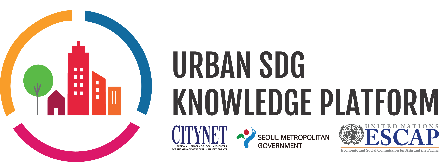 URBAN SDG
KNOWLEDGE PLATFORM
CITYNET
SEOUL METROPOLITAN
GOVERNMENT
UNITED NATIONS
ESCAP